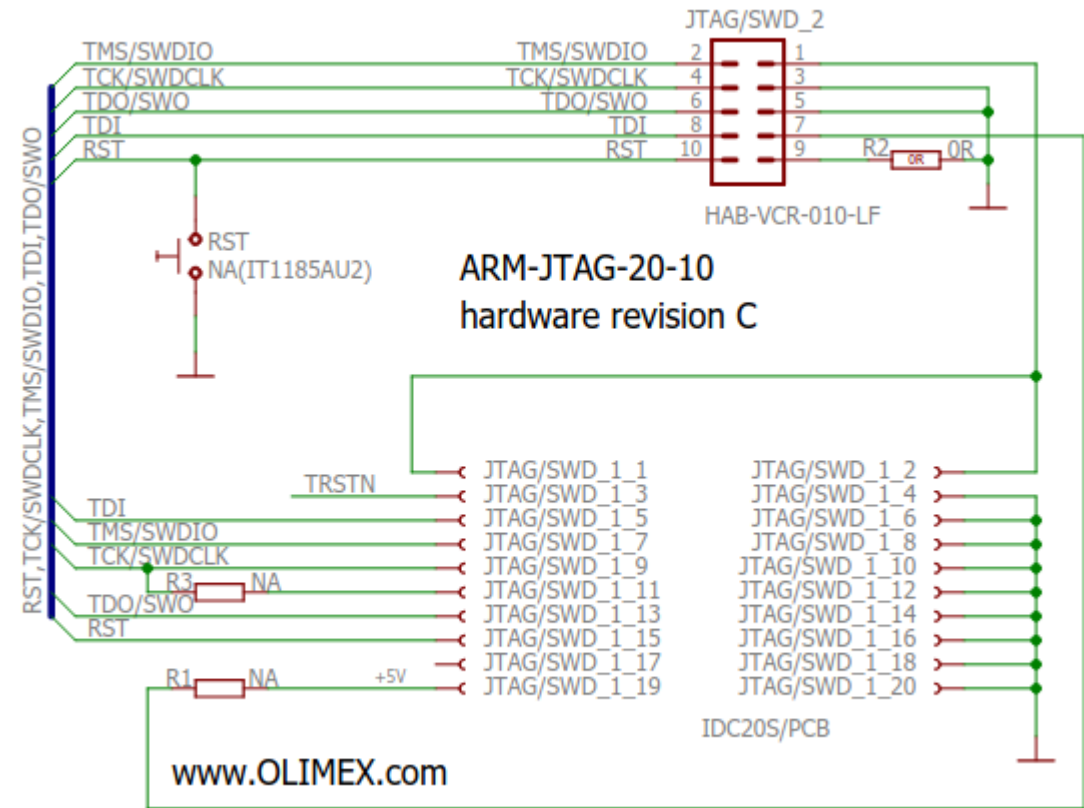 JTAG/SWD_2
TMS/SWDIO TMS/SWDIO 2 1
TCK/SWDCLK TCK/SWDCLK 4 3
TDO/SWO TDO/SWO 6 5
TDI TDI 8 7
RST RST 10 9 R2 0R 0R
HAB-VCR-010-LF
RST
NA(IT1185AU2)
ARM-JTAG-20-10
hardware revision C
RST,TCK/SWDCLK,TMS/SWDIO,TDI,TDO/SWO
JTAG/SWD_1_1 JTAG/SWD_1_2
TRSTN JTAG/SWD_1_3 JTAG/SWD_1_4
TDI JTAG/SWD_1_5 JTAG/SWD_1_6
TMS/SWDIO JTAG/SWD_1_7 JTAG/SWD_1_8
TCK/SWDCLK JTAG/SWD_1_9 JTAG/SWD_1_10
R3 NA JTAG/SWD_1_11 JTAG/SWD_1_12
TDO/SWO JTAG/SWD_1_13 JTAG/SWD_1_14
RST JTAG/SWD_1_15 JTAG/SWD_1_16
JTAG/SWD_1_17 JTAG/SWD_1_18
R1 NA +5V JTAG/SWD_1_19 JTAG/SWD_1_20
IDC20S/PCB
www.OLIMEX.com